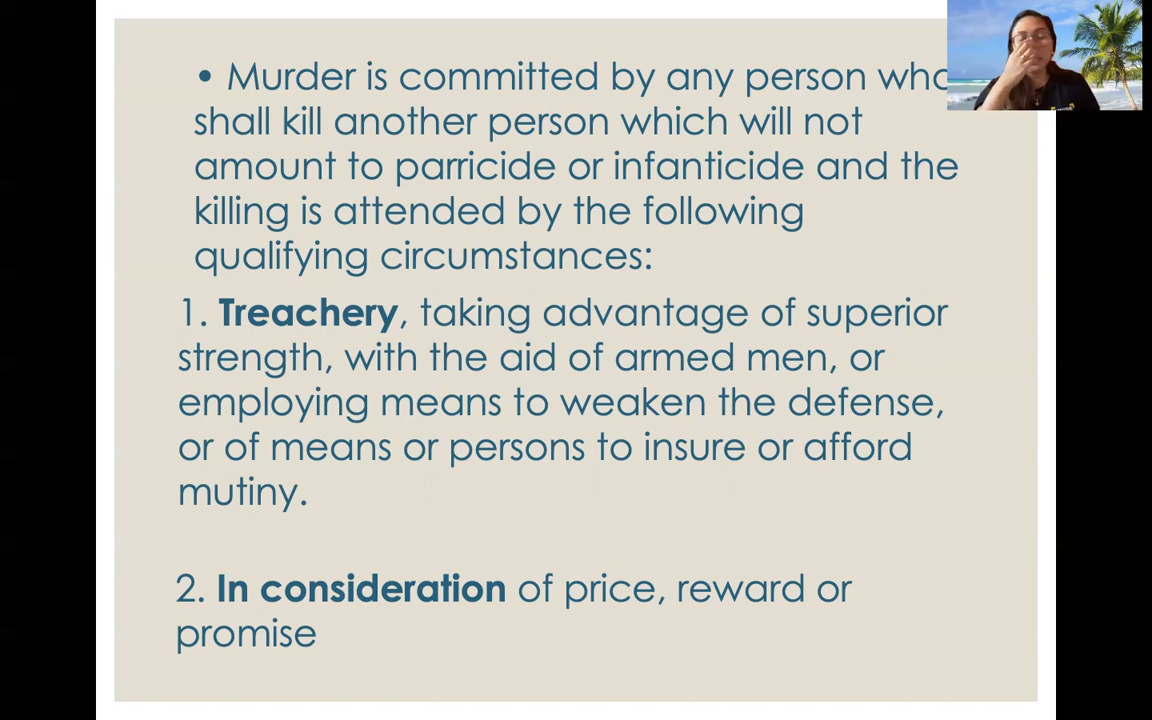 • Murder is committed by any person who
shall kill another person which will not
amount to parricide or infanticide and the
killing is attended by the following
qualifying circumstances:
1. Treachery, taking advantage of superior
strength, with the aid of armed men, or
employing means to weaken the defense,
or of means or persons to insure or afford
mutiny.
2. In consideration of price, reward or
promise